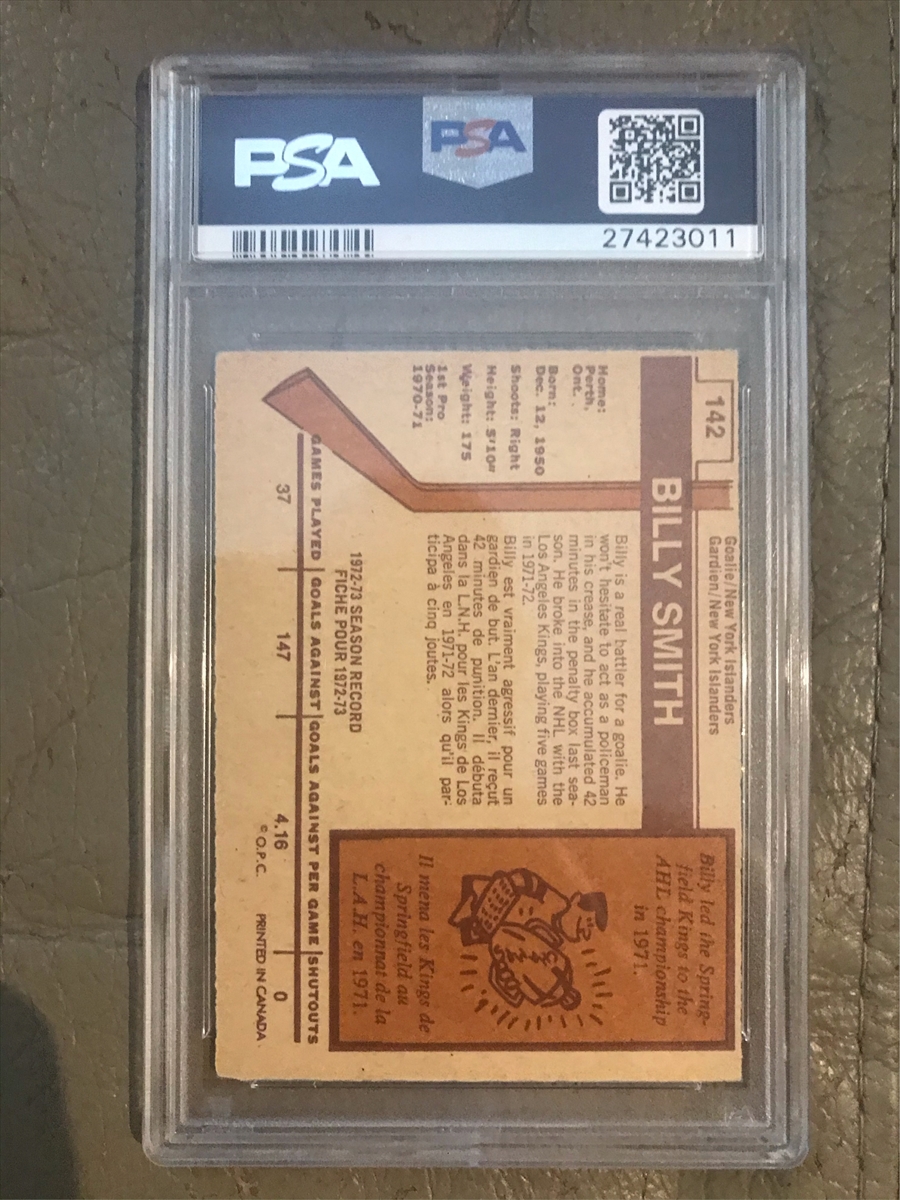 PSA
PSA
27423011
142
Goalie/New York Islanders
Gardien/New York Islanders
BILLY SMITH
Home:
Perth,
Ont.
Born:
Dec. 12, 1950
Shoots: Right
Height: 5'10"
Weight: 175
1st Pro
Season:
1970-71
Billy is a real battler for a goalie. He
won't hesitate to act as a policeman
in his crease, and he accumulated 42
minutes in the penalty box last sea-
son. He broke into the NHL with the
Los Angeles Kings, playing five games
in 1971-72.
Billy est vraiment agressif pour un
gardien de but. L'an dernier, il reçut
42 minutes de punition. Il débuta
dans la L.N.H. pour les Kings de Los
Angeles en 1971-72 alors qu'il par-
ticipa à cinq joutes.
Billy led the Spring-
field Kings to the
AHL championship
in 1971.
Il mena les Kings de
Springfield au
championnat de la
L.A.H. en 1971.
1972-73 SEASON RECORD
FICHE POUR 1972-73
GAMES PLAYED GOALS AGAINST GOALS AGAINST PER GAME SHUTOUTS
37 147 4.16 0
© O.P.C. PRINTED IN CANADA